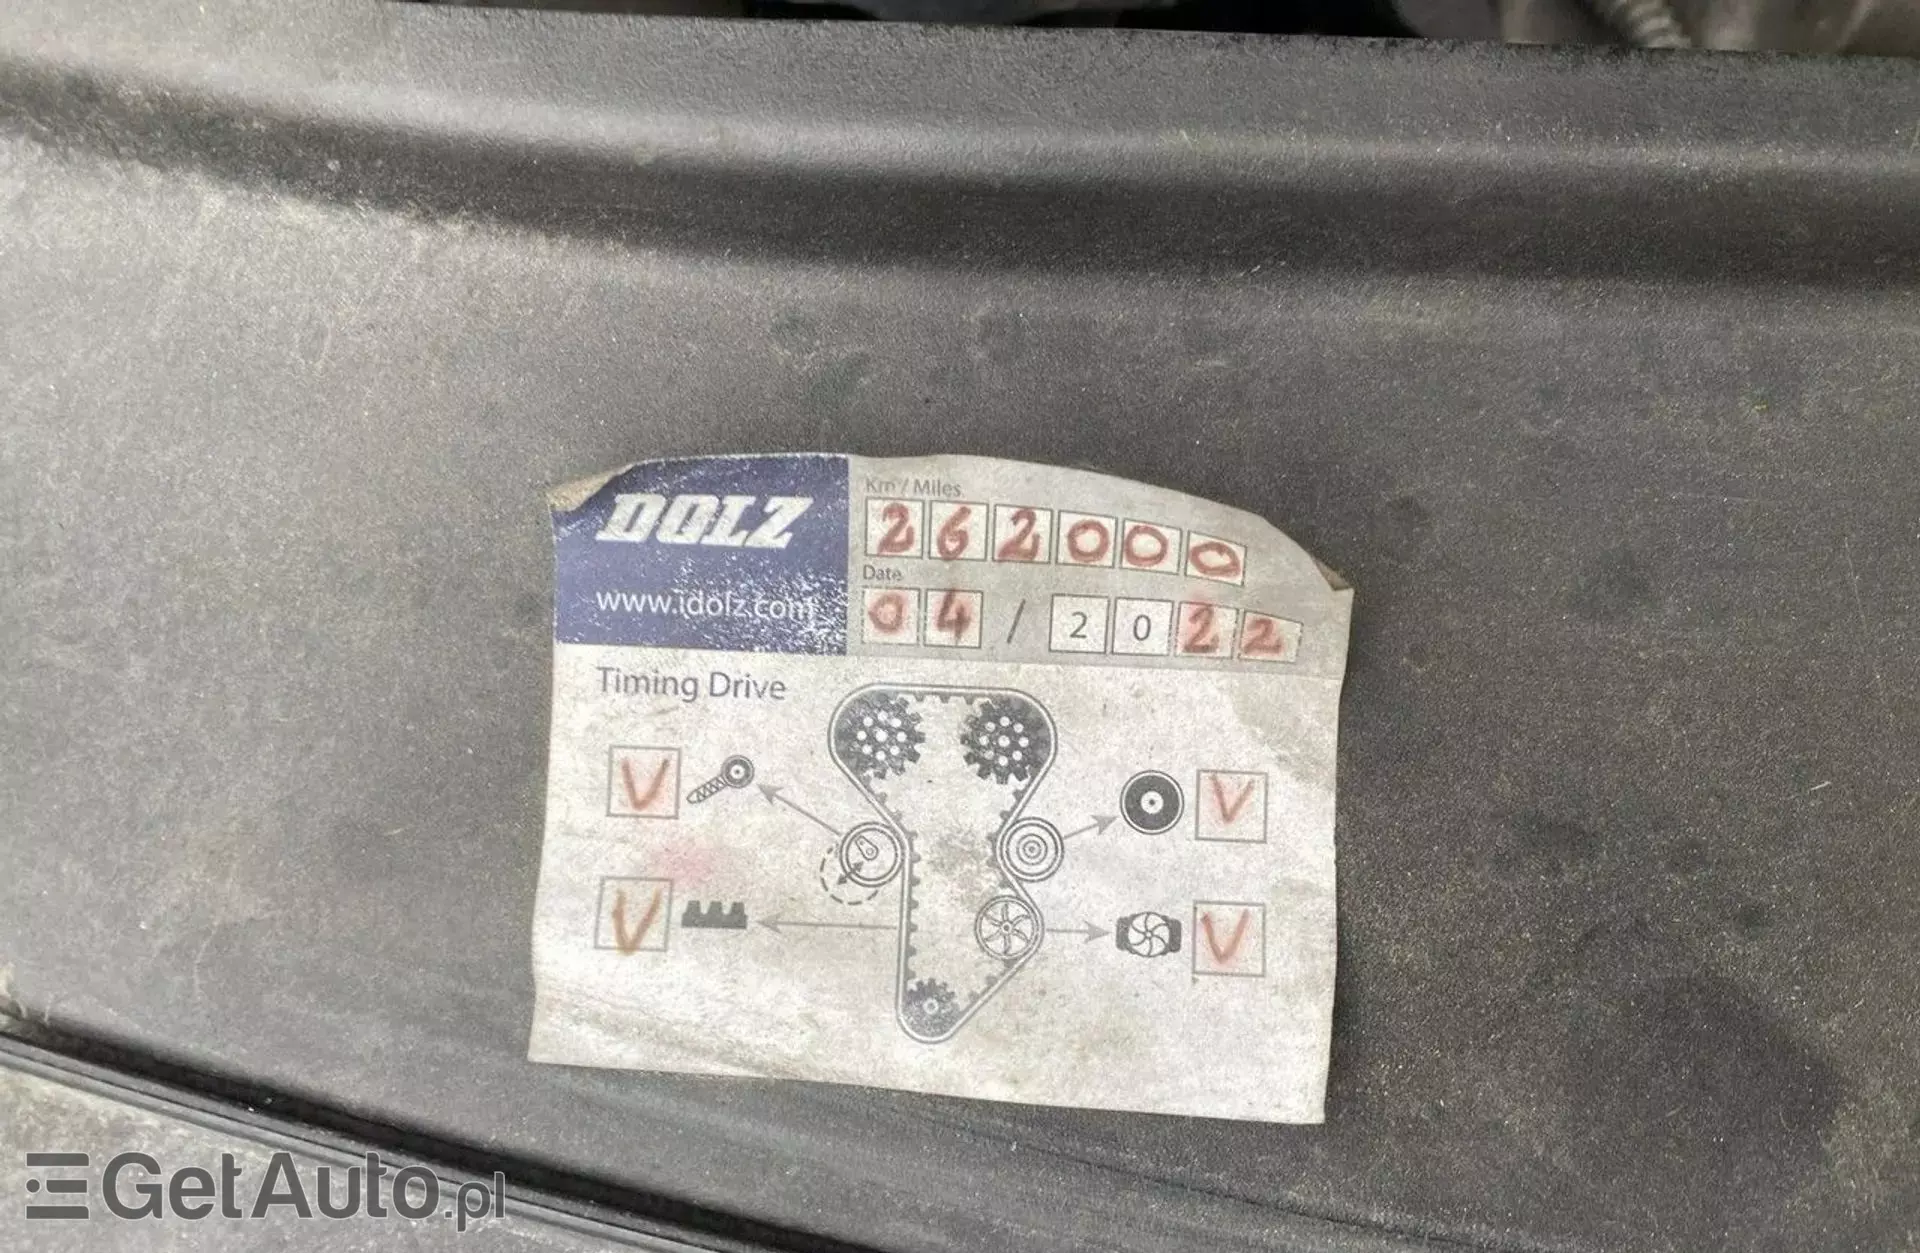 DOLZ
www.idolz.com
Km / Miles
262000
Date
04 / 2022
Timing Drive
V
V
V
V
GetAuto.pl